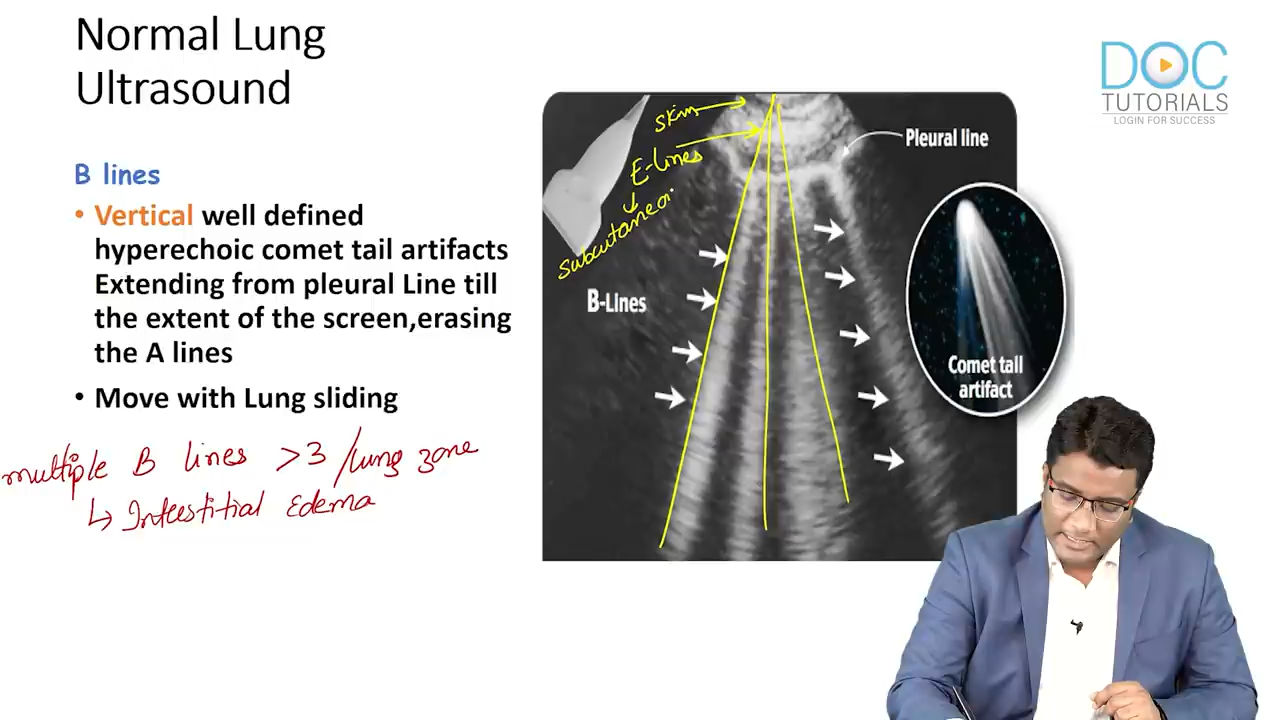 Normal Lung
Ultrasound
DOC
TUTORIALS
LOGIN FOR SUCCESS
B lines
• Vertical well defined
hyperechoic comet tail artifacts
Extending from pleural Line till
the extent of the screen,erasing
the A lines
• Move with Lung sliding
multiple B lines >3 /lung zone
↳ Interstitial Edema
Skin
E-lines
↓
Subcutaneo
Pleural line
B-Lines
Comet tail
artifact